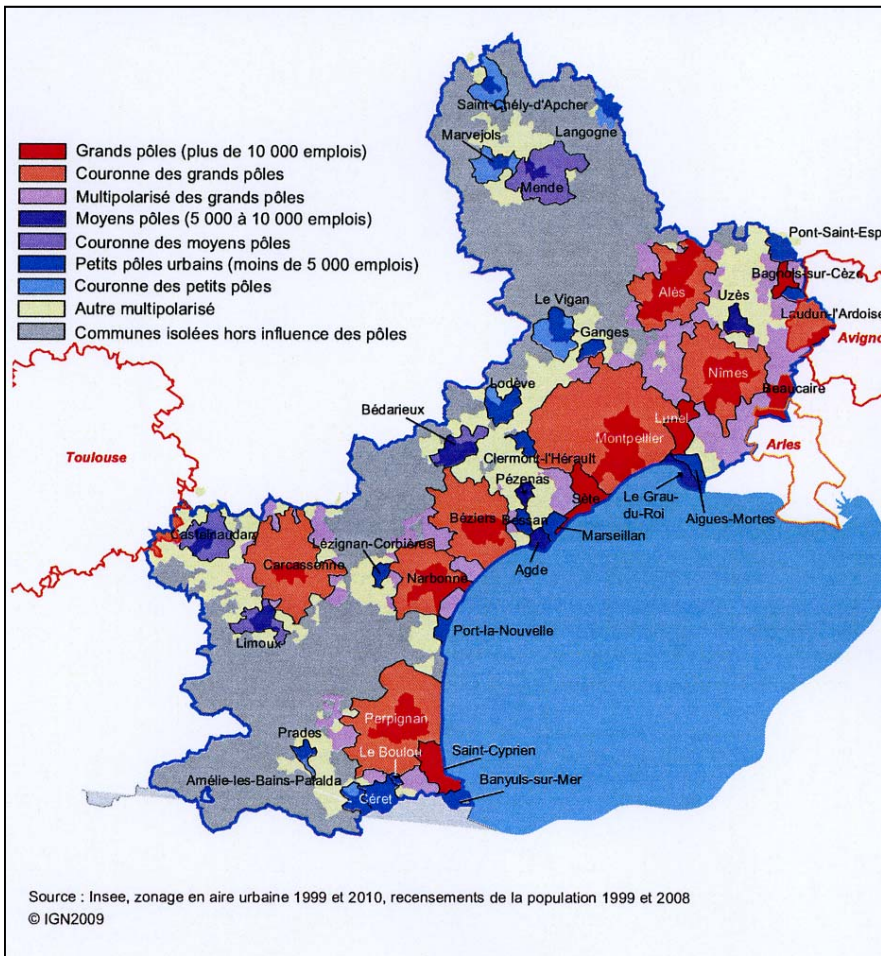 Saint-Chély-d'Apcher
Langogne
Marvejols
Mende
Grands pôles (plus de 10 000 emplois)
Couronne des grands pôles
Multipolarisé des grands pôles
Moyens pôles (5 000 à 10 000 emplois)
Couronne des moyens pôles
Petits pôles urbains (moins de 5 000 emplois)
Couronne des petits pôles
Autre multipolarisé
Communes isolées hors influence des pôles
Pont-Saint-Esp
Bagnols-sur-Cèze
Alès
Uzès
Le Vigan
Laudun-l'Ardoise
Ganges
Avigno
Nîmes
Beaucaire
Lodève
Bédarieux
Lunel
Montpellier
Arles
Toulouse
Clermont-l'Hérault
Pézenas
Sète
Le Grau-
du-Roi
Aigues-Mortes
Béziers
Bessan
Marseillan
Castelnaudary
Lézignan-Corbières
Agde
Carcassonne
Narbonne
Port-la-Nouvelle
Limoux
Perpignan
Prades
Le Boulou
Saint-Cyprien
Amélie-les-Bains-Palalda
Banyuls-sur-Mer
Céret
Source : Insee, zonage en aire urbaine 1999 et 2010, recensements de la population 1999 et 2008
© IGN2009